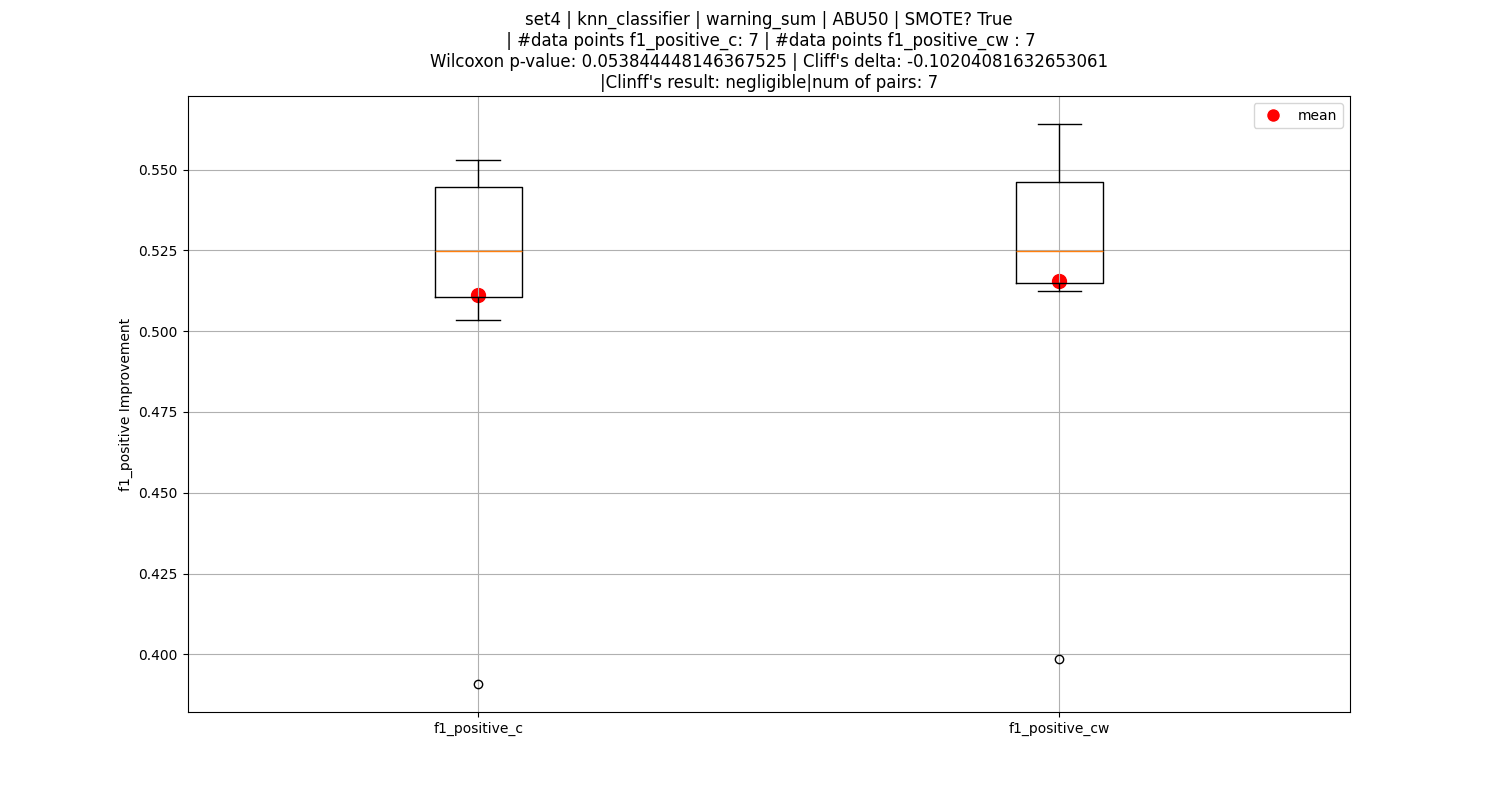 set4 | knn_classifier | warning_sum | ABU50 | SMOTE? True
| #data points f1_positive_c: 7 | #data points f1_positive_cw : 7
Wilcoxon p-value: 0.053844448146367525 | Cliff's delta: -0.10204081632653061
|Clinff's result: negligible|num of pairs: 7
mean
f1_positive Improvement
0.550
0.525
0.500
0.475
0.450
0.425
0.400
f1_positive_c
f1_positive_cw